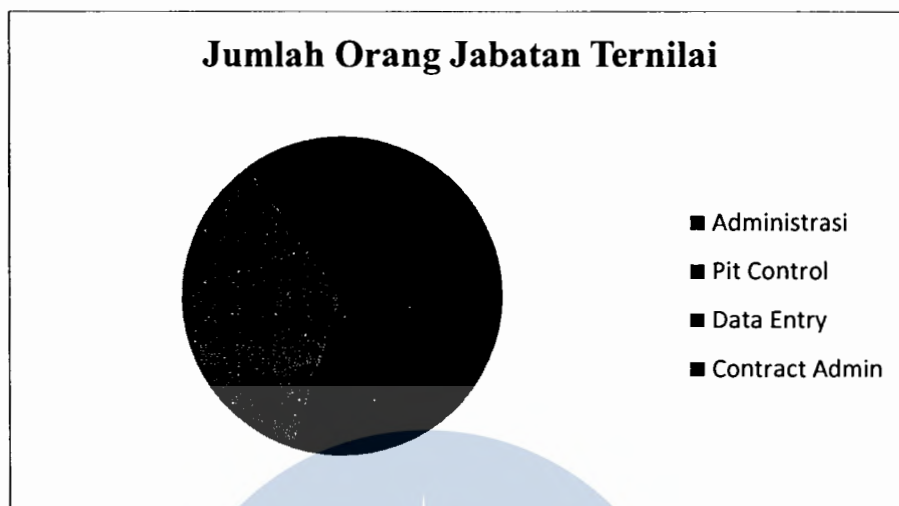 Jumlah Orang Jabatan Ternilai
Administrasi
Pit Control
Data Entry
Contract Admin